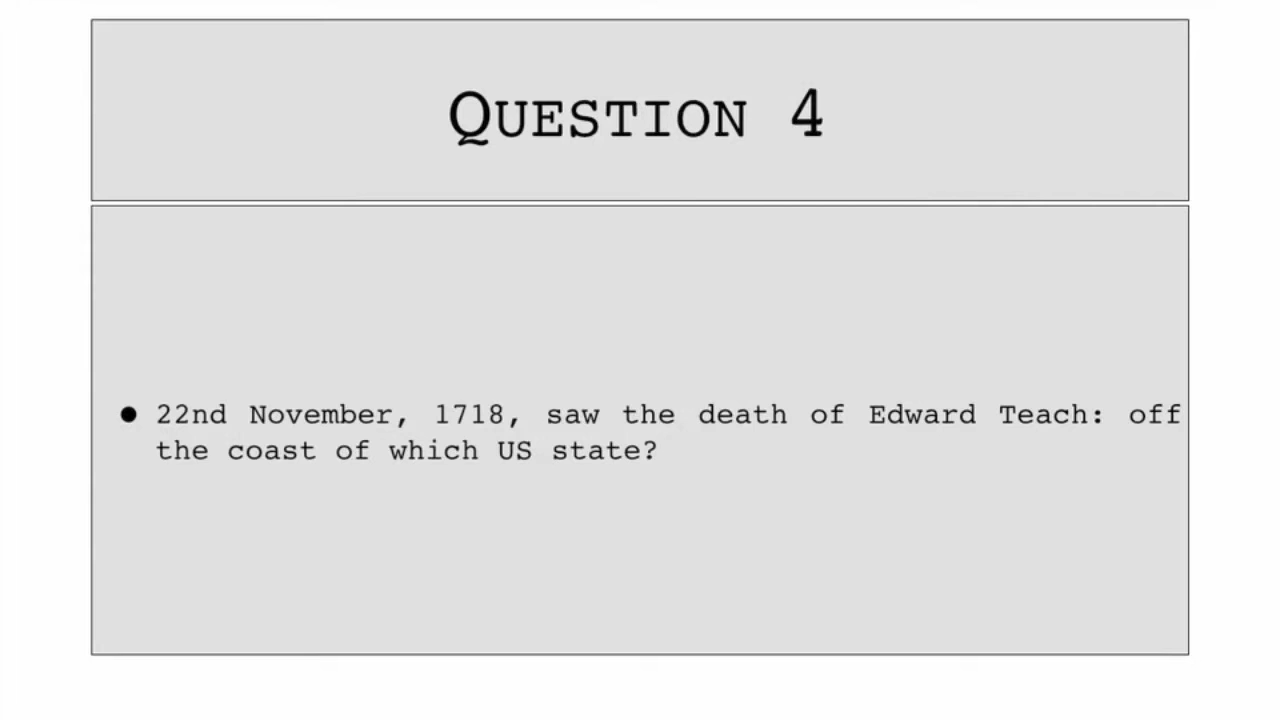 QUESTION 4
● 22nd November, 1718, saw the death of Edward Teach: off
the coast of which US state?